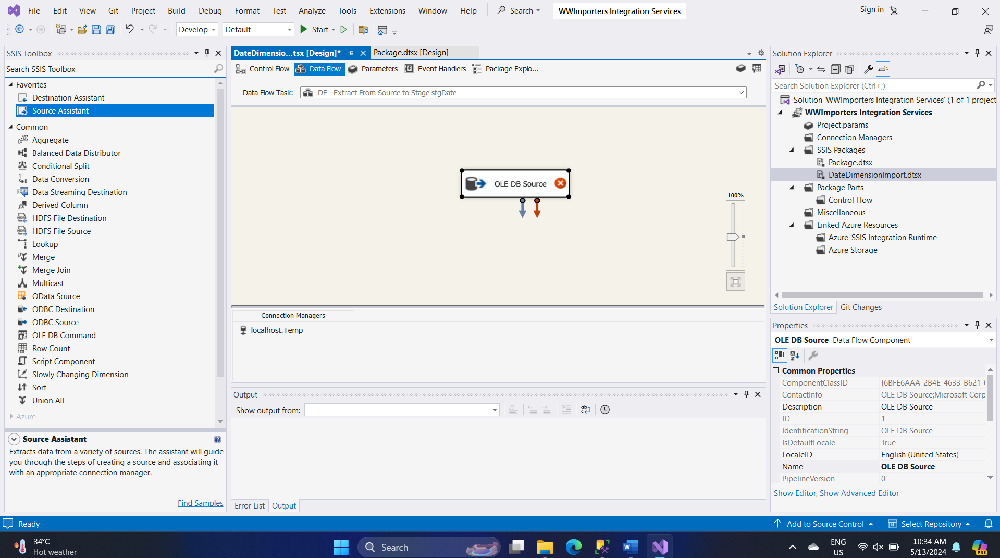 File Edit View Git Project Build Debug Format Test Analyze Tools Extensions Window Help Search WWImporters Integration Services Sign in
Develop Default Start
SSIS Toolbox
Search SSIS Toolbox
Favorites
Destination Assistant
Source Assistant
Common
Aggregate
Balanced Data Distributor
Conditional Split
Data Conversion
Data Streaming Destination
Derived Column
HDFS File Destination
HDFS File Source
Lookup
Merge
Merge Join
Multicast
OData Source
ODBC Destination
ODBC Source
OLE DB Command
Row Count
Script Component
Slowly Changing Dimension
Sort
Union All
Azure
Source Assistant
Extracts data from a variety of sources. The assistant will guide
you through the steps of creating a source and associating it
with an appropriate connection manager.
Find Samples
DateDimensio...tsx [Design]* Package.dtsx [Design]
Control Flow Data Flow Parameters Event Handlers Package Explo...
Data Flow Task: DF - Extract From Source to Stage stgDate
OLE DB Source
100%
Connection Managers
localhost.Temp
Output
Show output from:
Error List Output
Solution Explorer
Search Solution Explorer (Ctrl+;)
Solution 'WWImporters Integration Services' (1 of 1 project
WWImporters Integration Services
Project.params
Connection Managers
SSIS Packages
Package.dtsx
DateDimensionImport.dtsx
Package Parts
Control Flow
Miscellaneous
Linked Azure Resources
Azure-SSIS Integration Runtime
Azure Storage
Solution Explorer Git Changes
Properties
OLE DB Source Data Flow Component
Common Properties
ComponentClassID {6BFE6AAA-2B4E-4633-B621-
ContactInfo OLE DB Source;Microsoft Corp
Description OLE DB Source
ID 1
IdentificationString OLE DB Source
IsDefaultLocale True
LocaleID English (United States)
Name OLE DB Source
PipelineVersion 0
Show Editor, Show Advanced Editor
Ready Add to Source Control Select Repository
34°C
Hot weather
Search
ENG
US
10:34 AM
5/13/2024
PRE